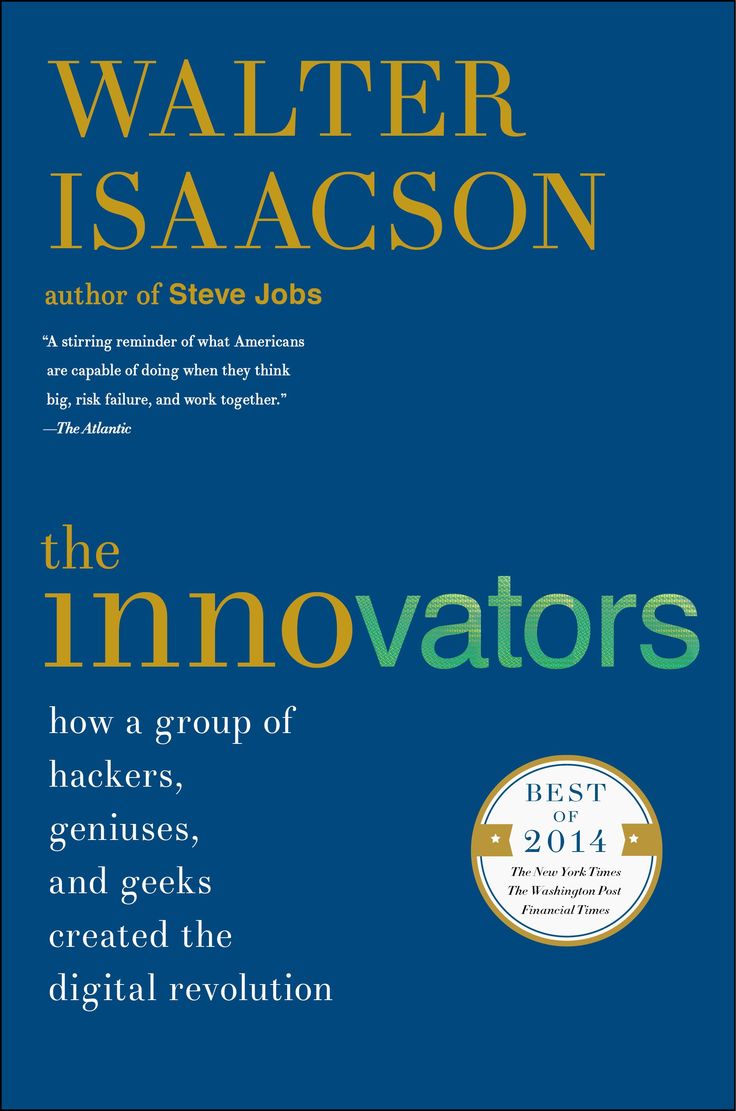 WALTER
ISAACSON
author of Steve Jobs
“A stirring reminder of what Americans
are capable of doing when they think
big, risk failure, and work together.”
—The Atlantic
the
innovators
how a group of
hackers,
geniuses,
and geeks
created the
digital revolution
BEST
OF
2014
The New York Times
The Washington Post
Financial Times